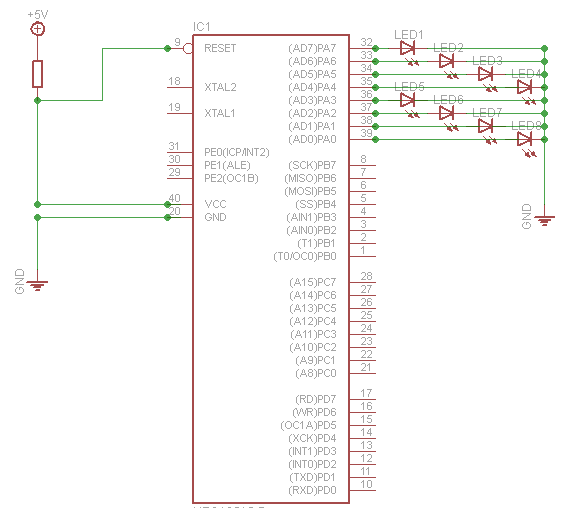 +5V
IC1
9 RESET
18 XTAL2
19 XTAL1
31 PE0(ICP/INT2)
30 PE1(ALE)
29 PE2(OC1B)
40 VCC
20 GND
GND
(AD7)PA7 32
(AD6)PA6 33
(AD5)PA5 34
(AD4)PA4 35
(AD3)PA3 36
(AD2)PA2 37
(AD1)PA1 38
(AD0)PA0 39
(SCK)PB7 8
(MISO)PB6 7
(MOSI)PB5 6
(SS)PB4 5
(AIN1)PB3 4
(AIN0)PB2 3
(T1)PB1 2
(T0/OC0)PB0 1
(A15)PC7 28
(A14)PC6 27
(A13)PC5 26
(A12)PC4 25
(A11)PC3 24
(A10)PC2 23
(A9)PC1 22
(A8)PC0 21
(RD)PD7 17
(WR)PD6 16
(OC1A)PD5 15
(XCK)PD4 14
(INT1)PD3 13
(INT0)PD2 12
(TXD)PD1 11
(RXD)PD0 10
LED1
LED2
LED3
LED4
LED5
LED6
LED7
LED8
GND